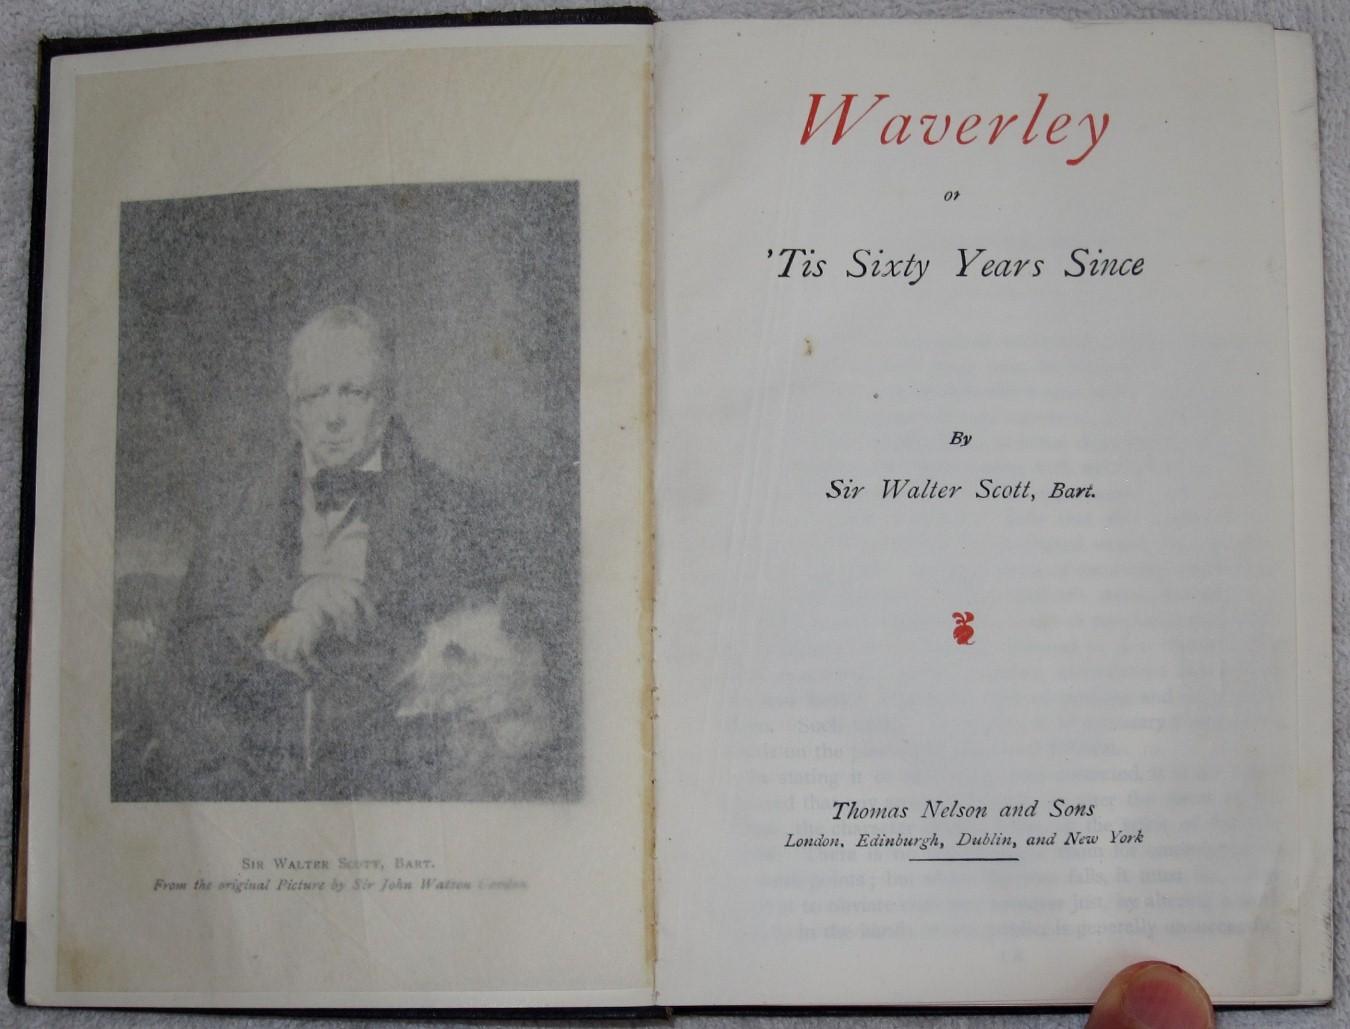 SIR WALTER SCOTT, BART.
From the original Picture by Sir John Watson Gordon
Waverley
or
'Tis Sixty Years Since
By
Sir Walter Scott, Bart.
Thomas Nelson and Sons
London, Edinburgh, Dublin, and New York